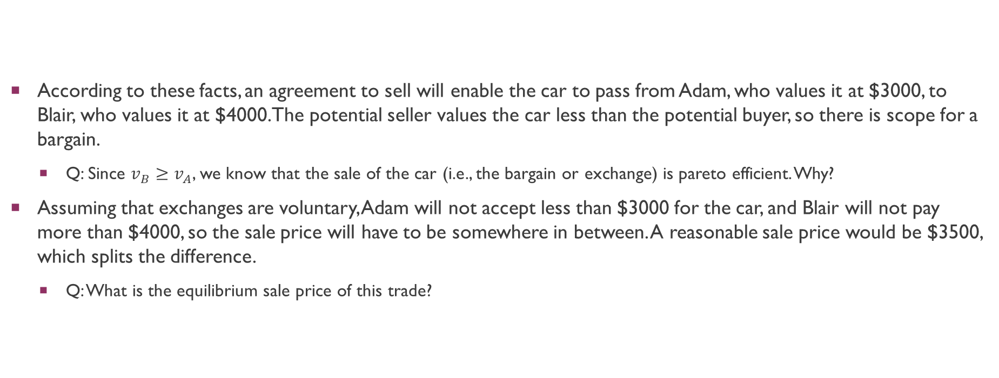 According to these facts, an agreement to sell will enable the car to pass from Adam, who values it at $3000, to
Blair, who values it at $4000. The potential seller values the car less than the potential buyer, so there is scope for a
bargain.
Q: Since v_B ≥ v_A, we know that the sale of the car (i.e., the bargain or exchange) is pareto efficient. Why?
Assuming that exchanges are voluntary, Adam will not accept less than $3000 for the car, and Blair will not pay
more than $4000, so the sale price will have to be somewhere in between. A reasonable sale price would be $3500,
which splits the difference.
Q: What is the equilibrium sale price of this trade?